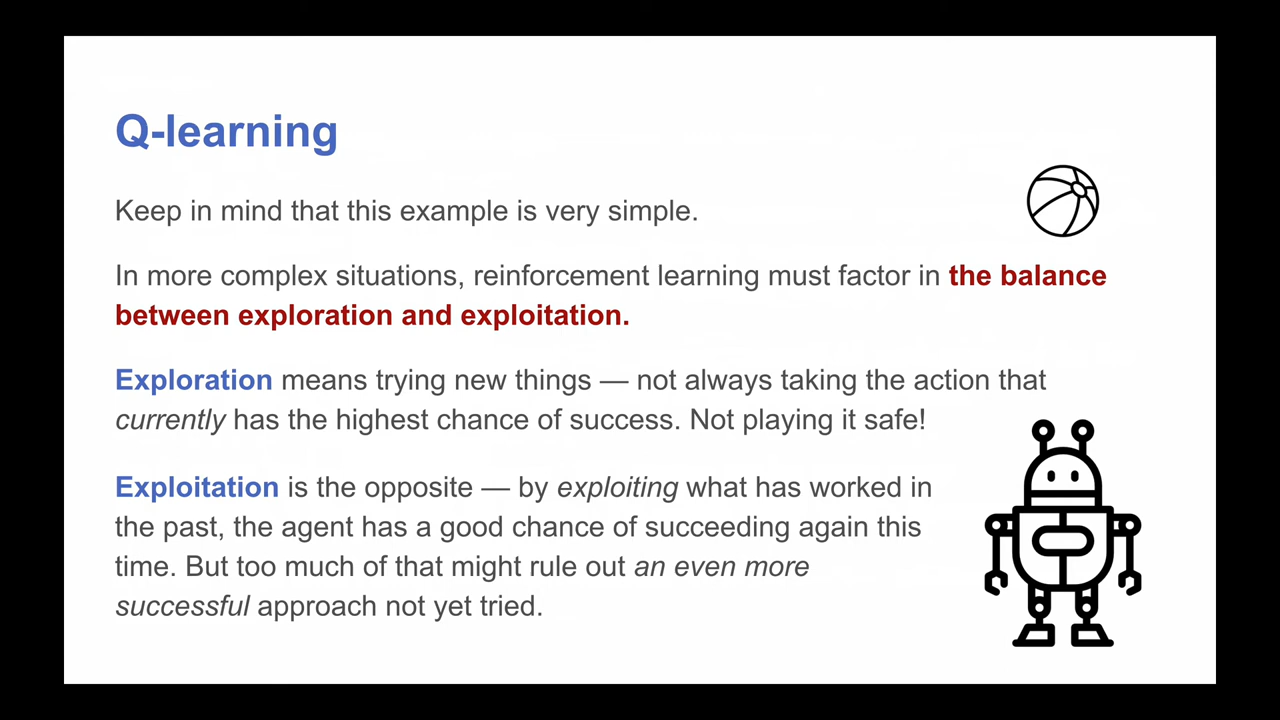 Q-learning
Keep in mind that this example is very simple.
In more complex situations, reinforcement learning must factor in the balance
between exploration and exploitation.
Exploration means trying new things — not always taking the action that
currently has the highest chance of success. Not playing it safe!
Exploitation is the opposite — by exploiting what has worked in
the past, the agent has a good chance of succeeding again this
time. But too much of that might rule out an even more
successful approach not yet tried.